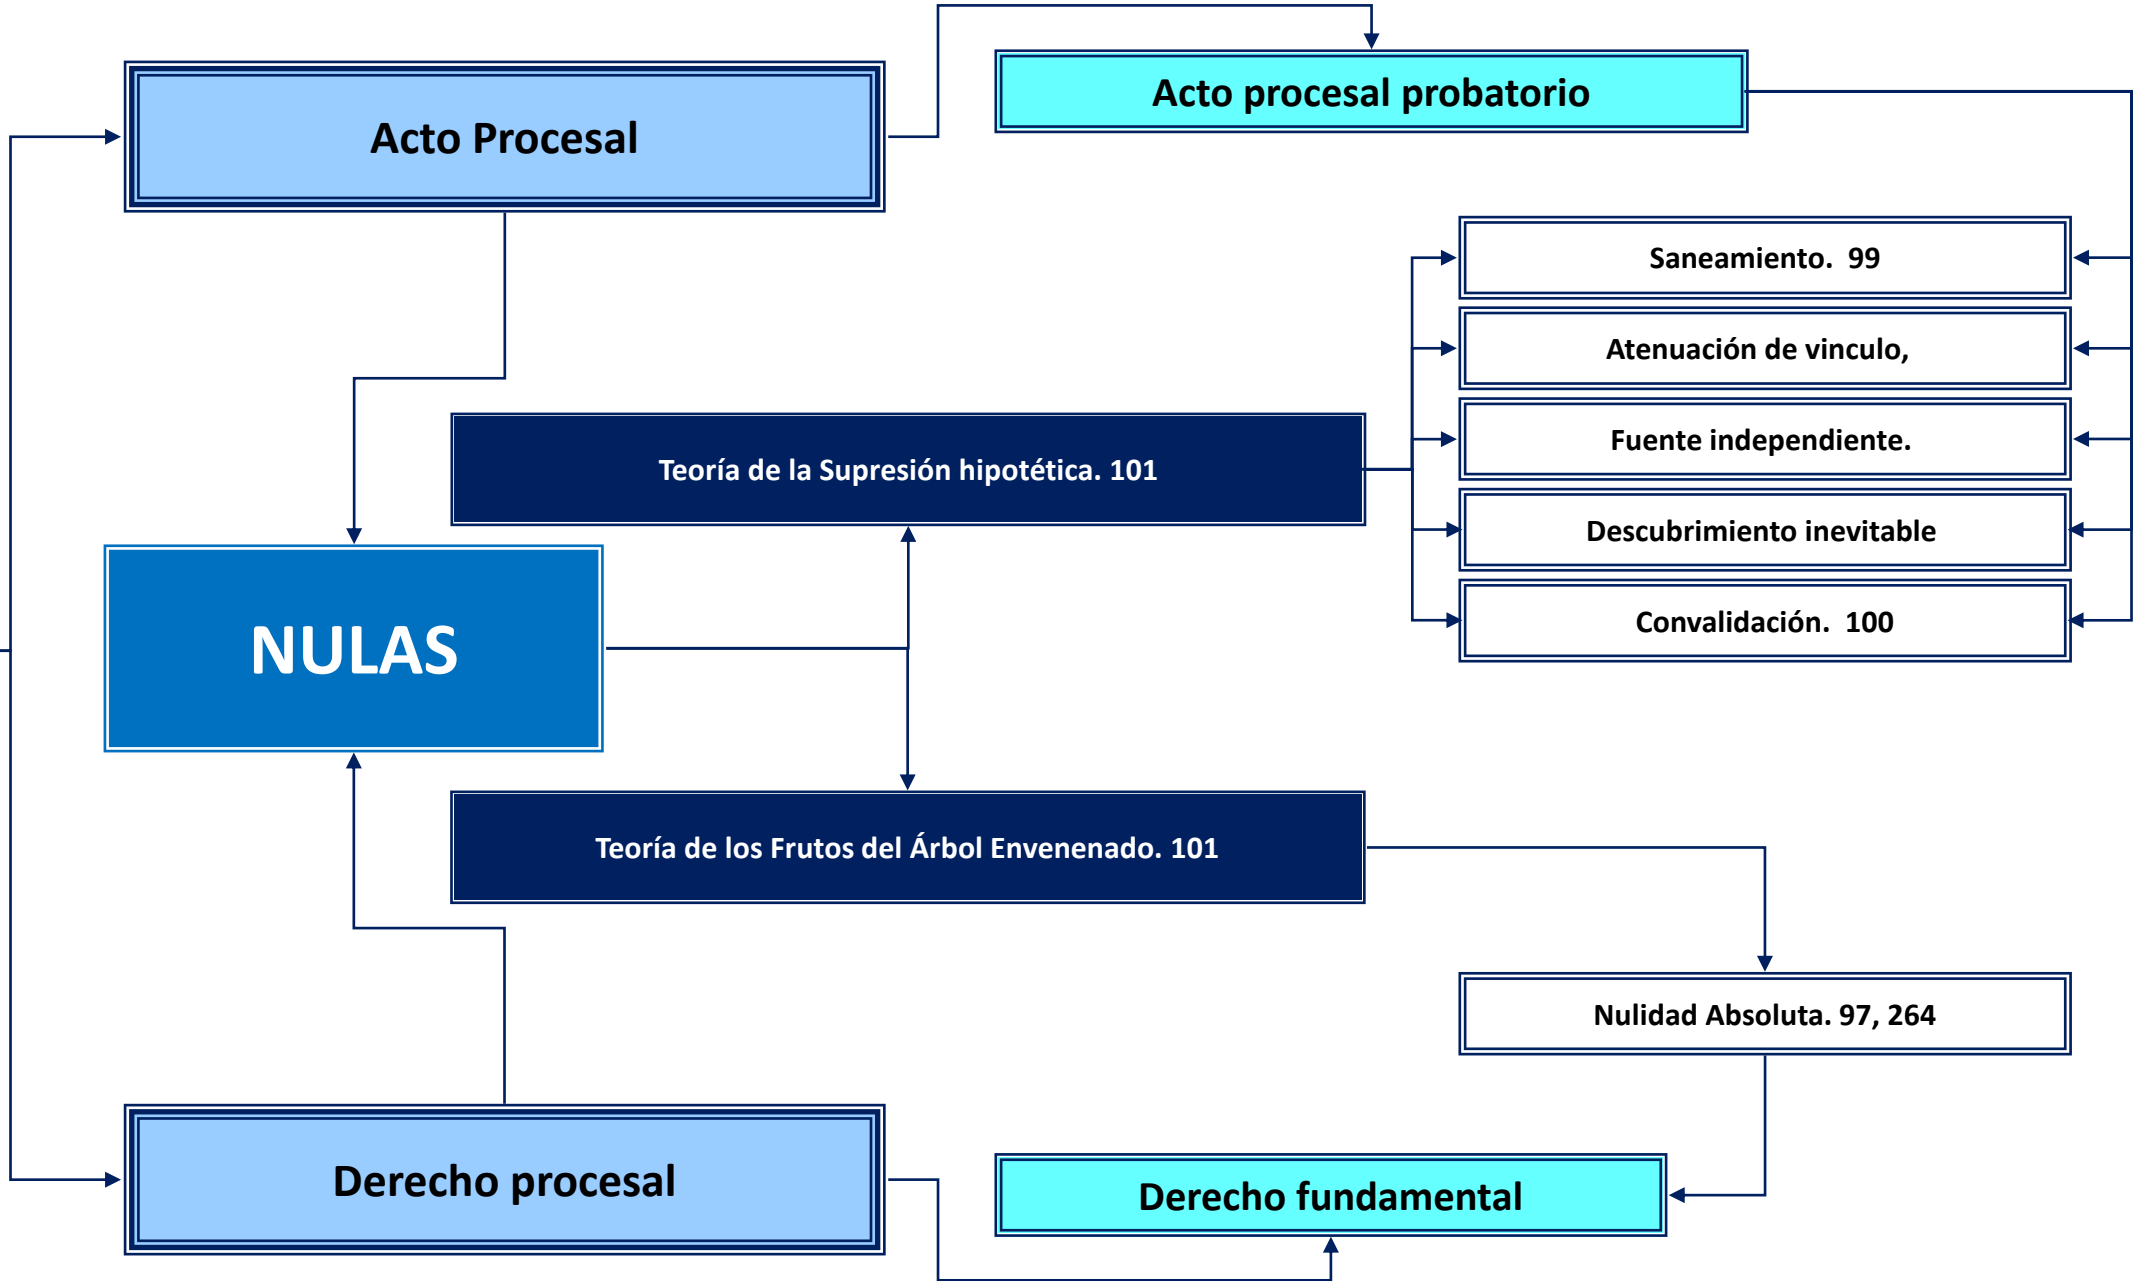 Acto procesal probatorio
Acto Procesal
Saneamiento.  99
Atenuación de vinculo,
Fuente independiente.
Teoría de la Supresión hipotética. 101
Descubrimiento inevitable
Convalidación.  100
NULAS
Teoría de los Frutos del Árbol Envenenado. 101
Nulidad Absoluta. 97, 264
Derecho procesal
Derecho fundamental